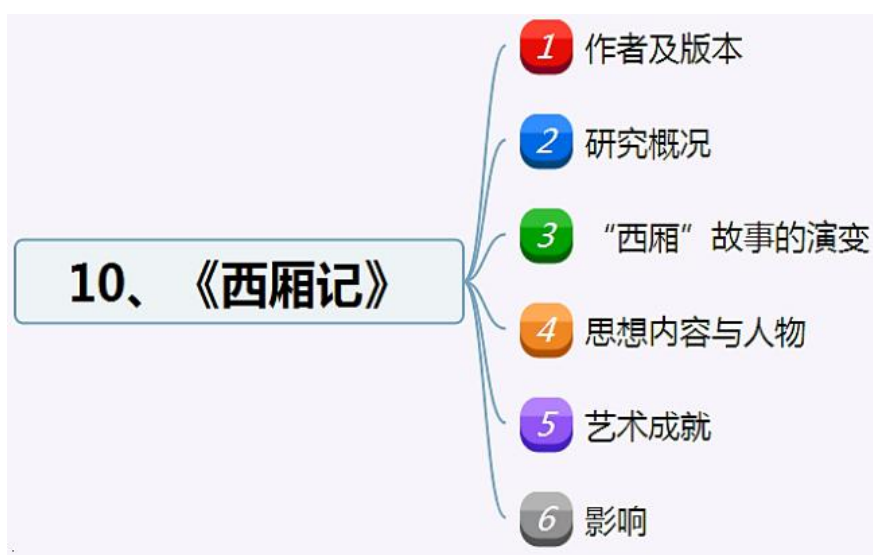 10、《西厢记》
1 作者及版本
2 研究概况
3 “西厢”故事的演变
4 思想内容与人物
5 艺术成就
6 影响